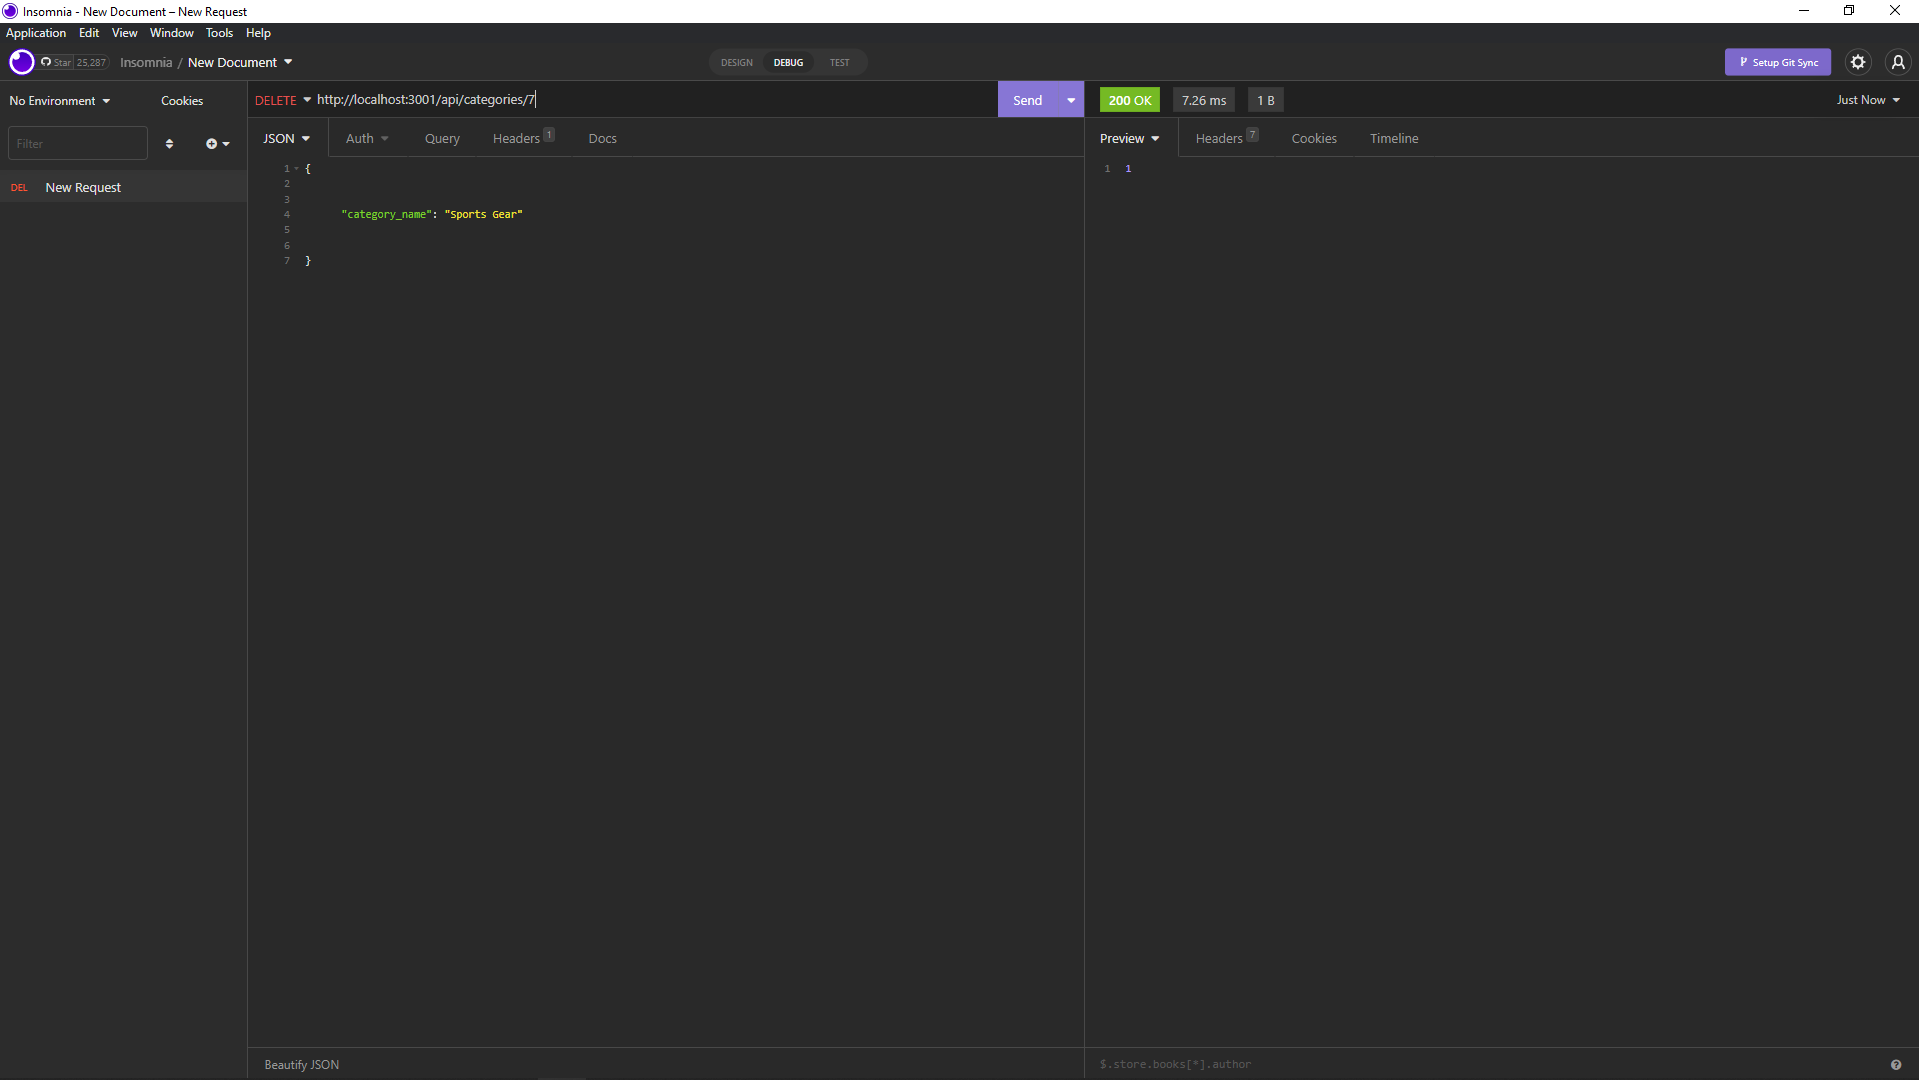 Insomnia - New Document – New Request
Application Edit View Window Tools Help
Star 25,287 Insomnia / New Document DESIGN DEBUG TEST Setup Git Sync
No Environment Cookies DELETE http://localhost:3001/api/categories/7 Send 200 OK 7.26 ms 1 B Just Now
Filter JSON Auth Query Headers 1 Docs Preview Headers 7 Cookies Timeline
DEL New Request
1 {
2
3
4 "category_name": "Sports Gear"
5
6
7 }
1 1
Beautify JSON
$.store.books[*].author